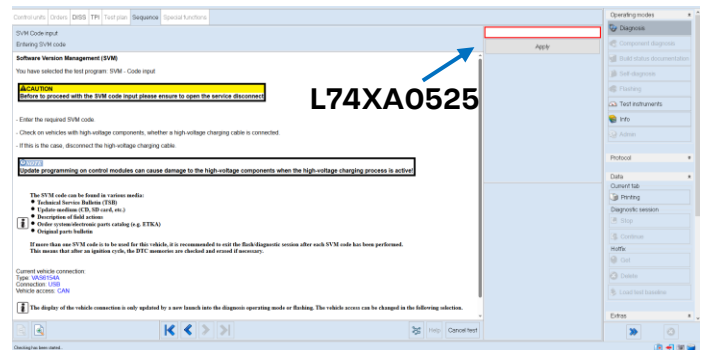 Control units Orders DISS TPI Test plan Sequence Special functions
SVM Code input
Entering SVM code
Software Version Management (SVM)
You have selected the test program: SVM - Code input
CAUTION
Before to proceed with the SVM code input please ensure to open the service disconnect
- Enter the required SVM code.
- Check on vehicles with high-voltage components, whether a high-voltage charging cable is connected.
- If this is the case, disconnect the high-voltage charging cable.
NOTE
Update programming on control modules can cause damage to the high-voltage components when the high-voltage charging process is active!
The SVM code can be found in various media:
● Technical Service Bulletin (TSB)
● Update medium (CD, SD card, etc.)
● Description of field actions
● Order system/electronic parts catalog (e.g. ETKA)
● Original parts bulletin
If more than one SVM code is to be used for this vehicle, it is recommended to exit the flash/diagnostic session after each SVM code has been performed.
This means that after an ignition cycle, the DTC memories are checked and erased if necessary.
Current vehicle connection:
Type: VAS6154A
Connection: USB
Vehicle access: CAN
The display of the vehicle connection is only updated by a new launch into the diagnosis operating mode or flashing. The vehicle access can be changed in the following selection.
Help Cancel test
Checking has been started.
Apply
L74XA0525
Operating modes
Diagnosis
Component diagnosis
Build status documentation
Self diagnosis
Flashing
Test instruments
Info
Admin
Protocol
Data
Current tab
Printing
Diagnostic session
Stop
Continue
Hotfix
Get
Delete
Load test baseline
Extras